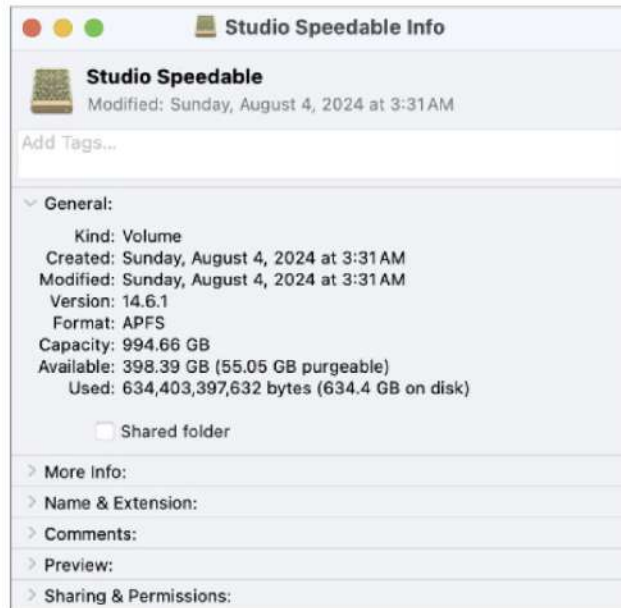 Studio Speedable Info
Studio Speedable
Modified: Sunday, August 4, 2024 at 3:31 AM
Add Tags...
General:
Kind: Volume
Created: Sunday, August 4, 2024 at 3:31 AM
Modified: Sunday, August 4, 2024 at 3:31 AM
Version: 14.6.1
Format: APFS
Capacity: 994.66 GB
Available: 398.39 GB (55.05 GB purgeable)
Used: 634,403,397,632 bytes (634.4 GB on disk)
Shared folder
More Info:
Name & Extension:
Comments:
Preview:
Sharing & Permissions: